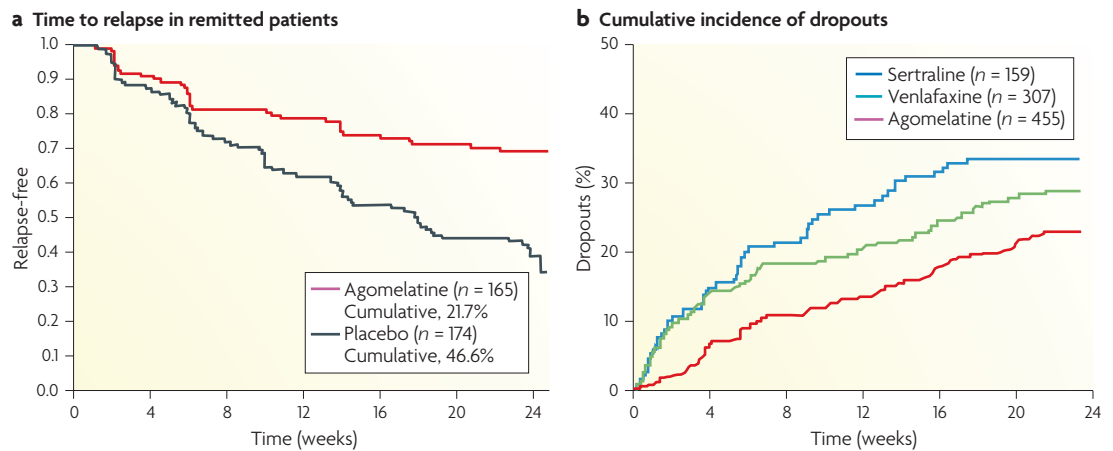 a Time to relapse in remitted patients
1.0
0.9
0.8
0.7
0.6
0.5
0.4
0.3
0.2
0.1
0.0
Relapse-free
Agomelatine (n = 165)
Cumulative, 21.7%
Placebo (n = 174)
Cumulative, 46.6%
0 4 8 12 16 20 24
Time (weeks)
b Cumulative incidence of dropouts
50
40
30
20
10
0
Dropouts (%)
Sertraline (n = 159)
Venlafaxine (n = 307)
Agomelatine (n = 455)
0 4 8 12 16 20 24
Time (weeks)